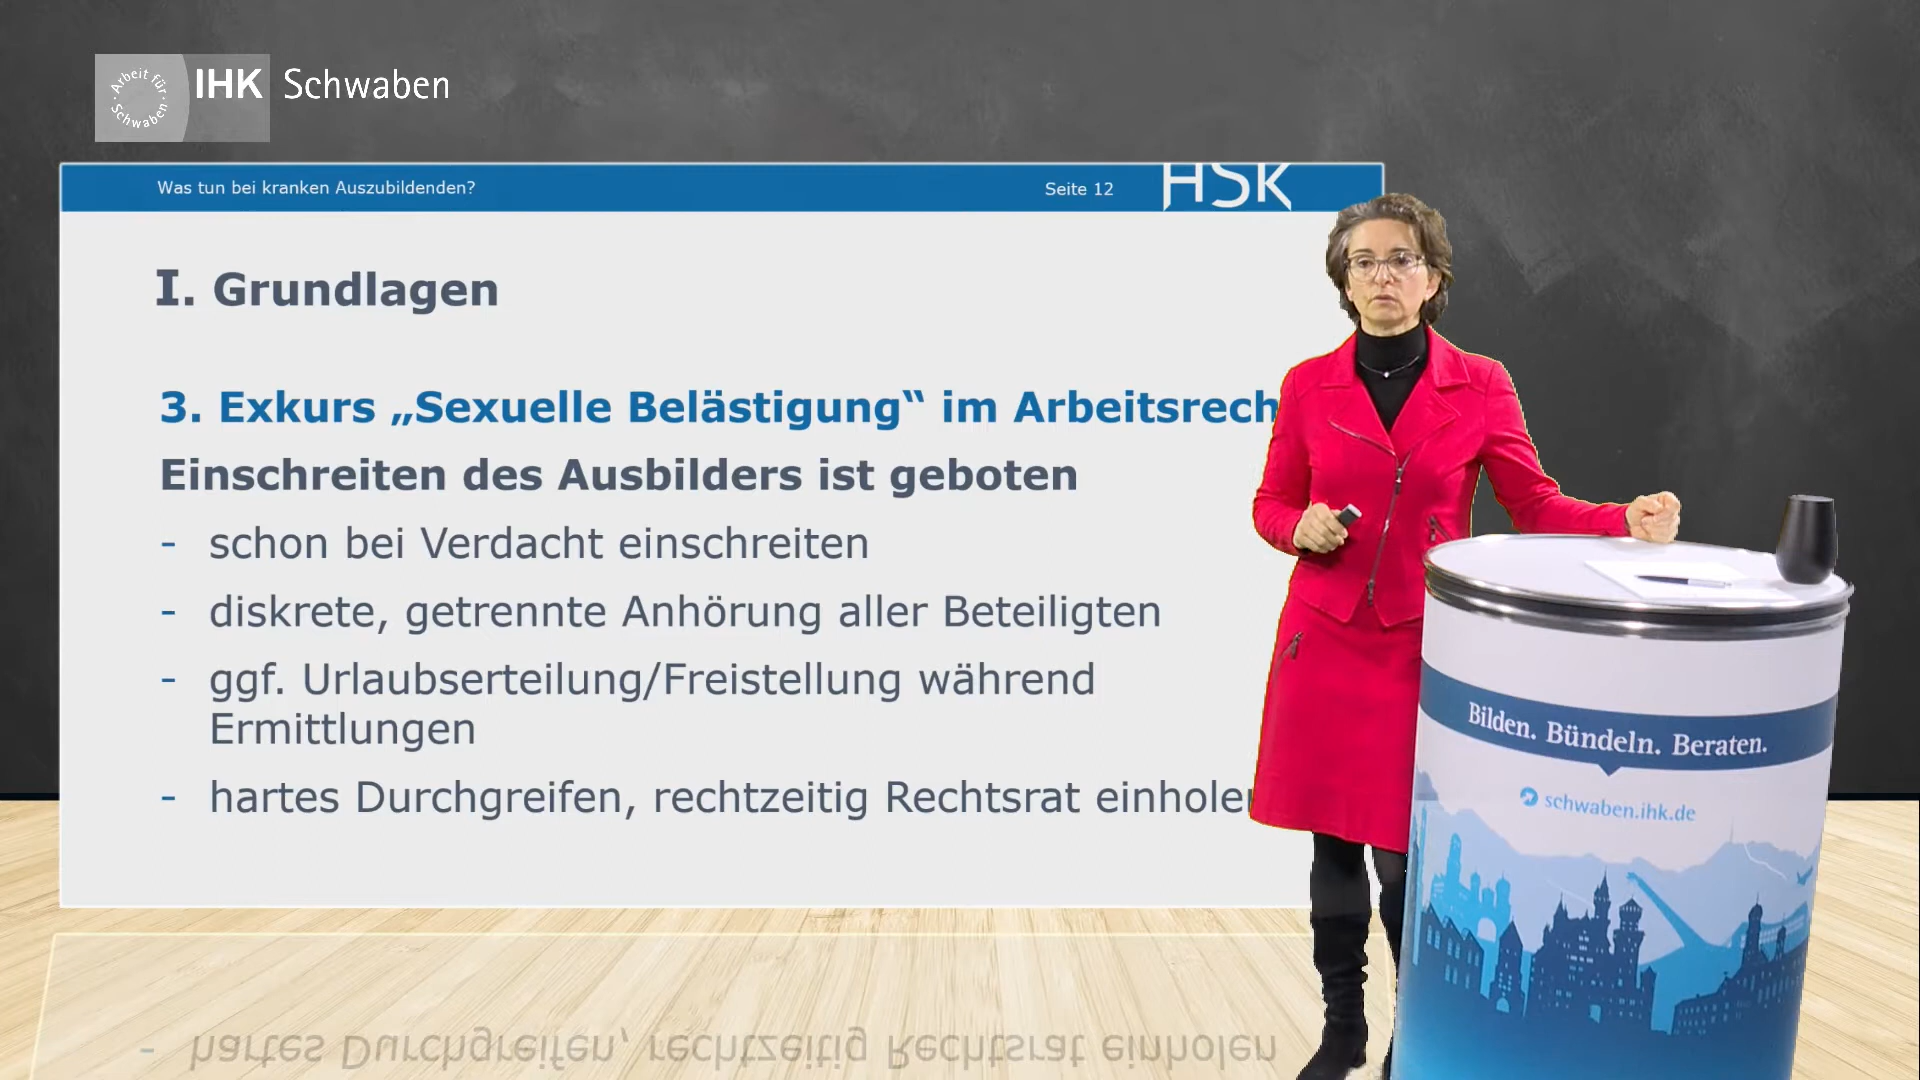 Arbeit für Schwaben
IHK Schwaben
Was tun bei kranken Auszubildenden?
Seite 12
HSK
I. Grundlagen
3. Exkurs „Sexuelle Belästigung“ im Arbeitsrech
Einschreiten des Ausbilders ist geboten
- schon bei Verdacht einschreiten
- diskrete, getrennte Anhörung aller Beteiligten
- ggf. Urlaubserteilung/Freistellung während
Ermittlungen
- hartes Durchgreifen, rechtzeitig Rechtsrat einholen
Bilden. Bündeln. Beraten.
schwaben.ihk.de
- hartes Durchgreifen, rechtzeitig Rechtsrat einholen